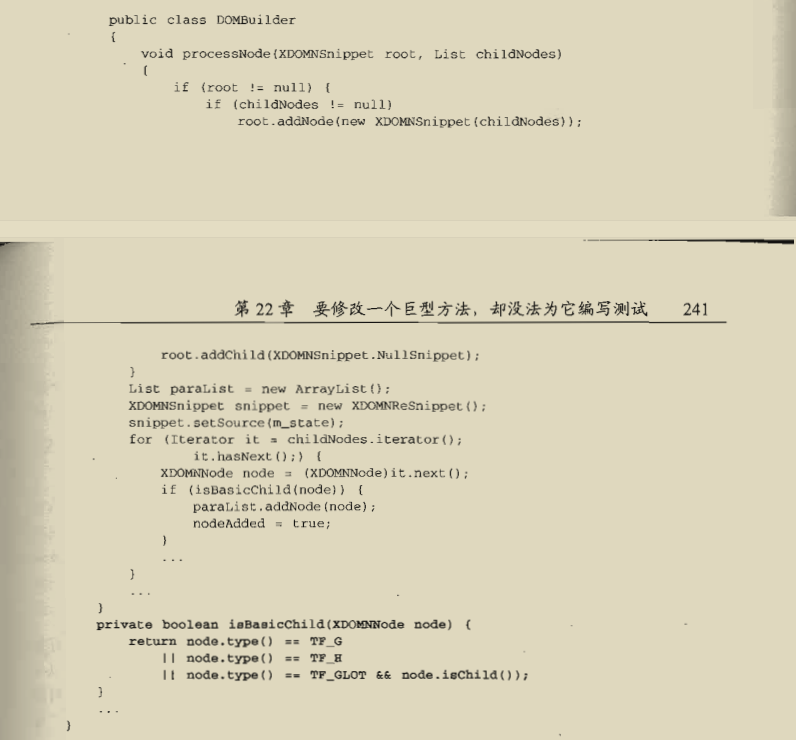 public class DOMBuilder
{
    void processNode(XDOMNSnippet root, List childNodes)
    {
        if (root != null) {
            if (childNodes != null)
                root.addNode(new XDOMNSnippet(childNodes));
第 22 章 要修改一个巨型方法，却没法为它编写测试 241
            root.addChild(XDOMNSnippet.NullSnippet);
        }
        List paraList = new ArrayList();
        XDOMNSnippet snippet = new XDOMNReSnippet();
        snippet.setSource(m_state);
        for (Iterator it = childNodes.iterator();
                it.hasNext();) {
            XDOMNNode node = (XDOMNNode)it.next();
            if (isBasicChild(node)) {
                paraList.addNode(node);
                nodeAdded = true;
            }
            ...
        }
        ...
    }
    private boolean isBasicChild(XDOMNNode node) {
        return node.type() == TF_G
            || node.type() == TF_H
            || node.type() == TF_GLOT && node.isChild());
    }
    ...
}